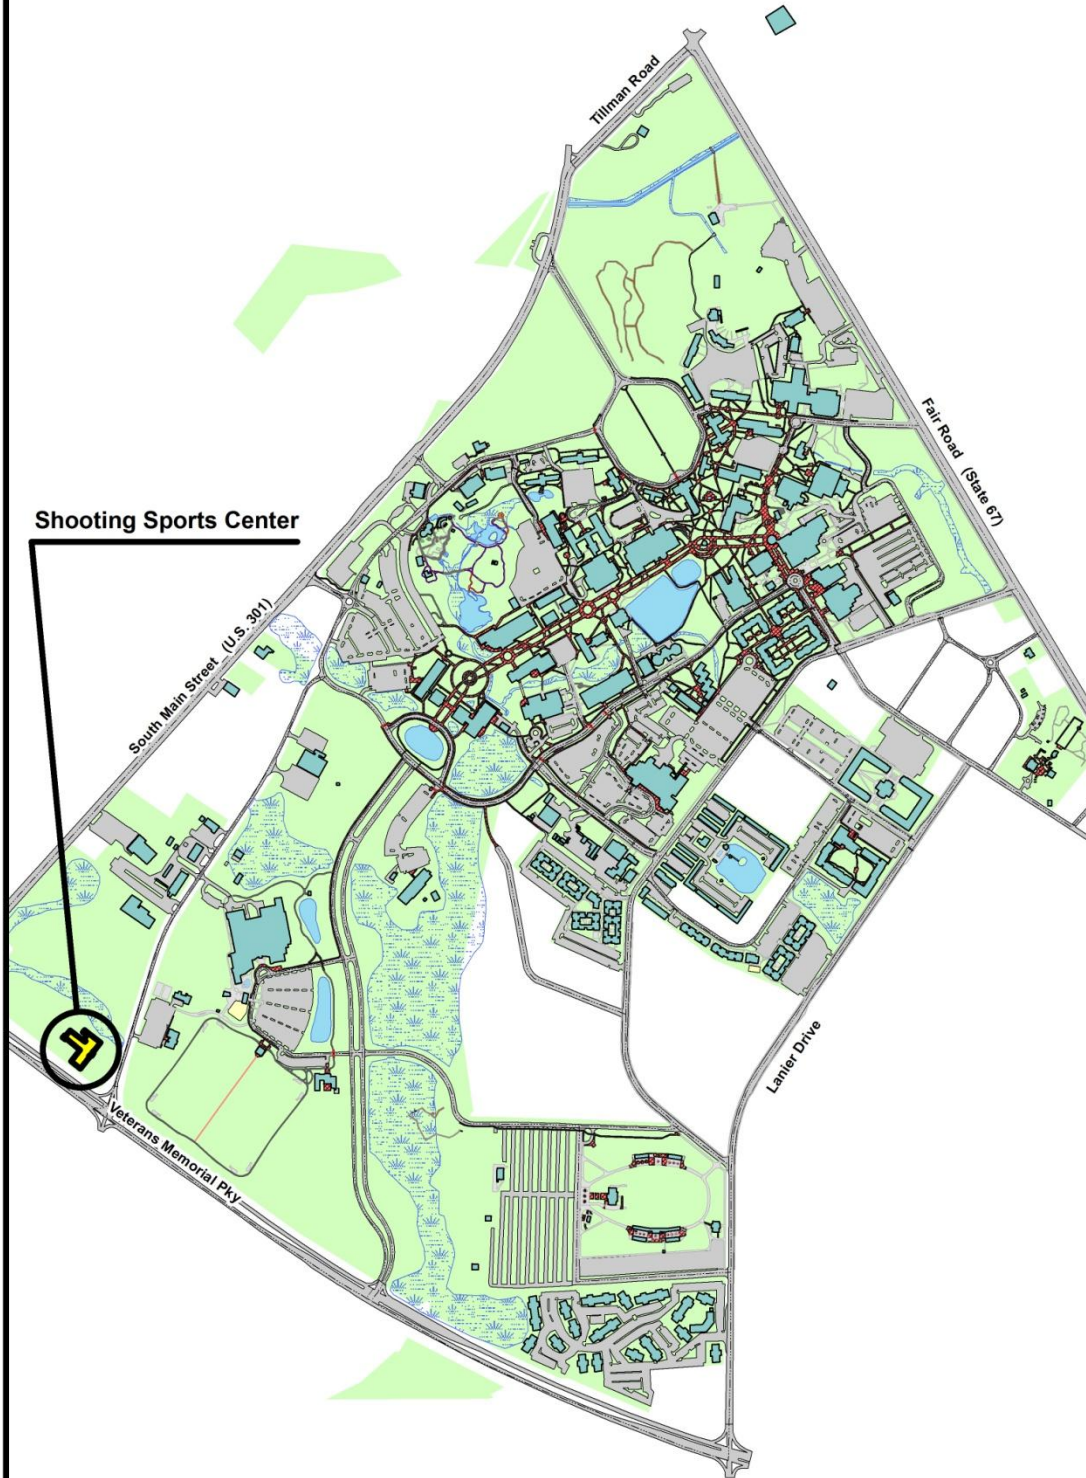 Tillman Road
Fair Road (State 67)
Shooting Sports Center
South Main Street (U.S. 301)
Lanier Drive
Veterans Memorial Pky